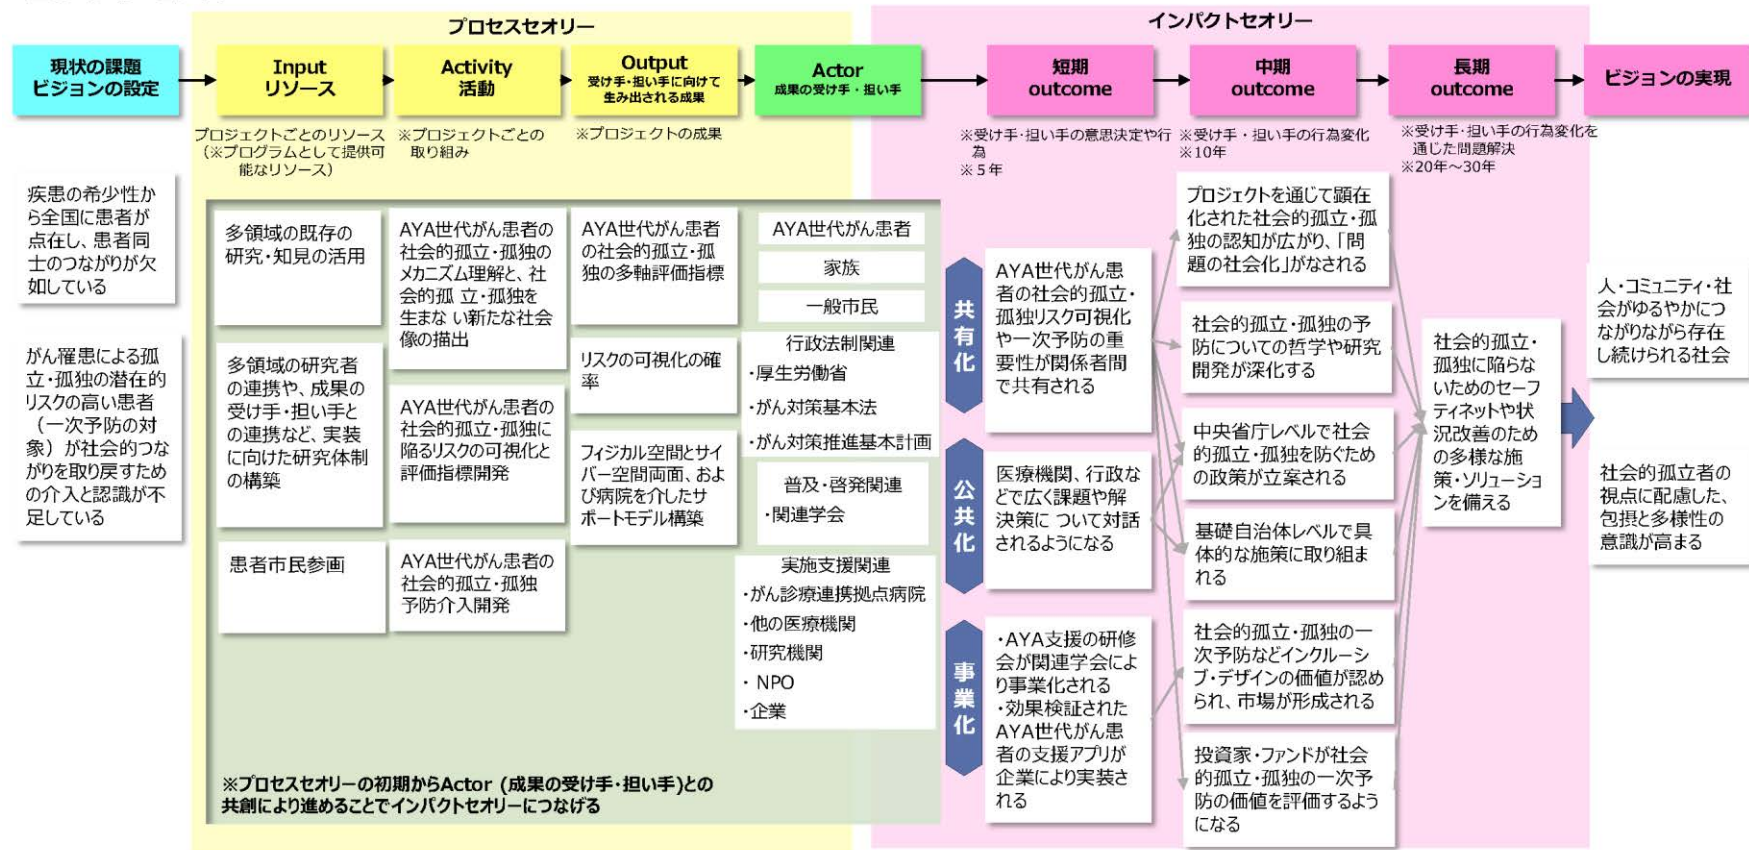 プロセスセオリー
インパクトセオリー
現状の課題
ビジョンの設定
Input
リソース
Activity
活動
Output
受け手・担い手に向けて
生み出される成果
Actor
成果の受け手・担い手
短期
outcome
中期
outcome
長期
outcome
ビジョンの実現
プロジェクトごとのリソース
(※プログラムとして提供可
能なリソース)
※プロジェクトごとの
取り組み
※プロジェクトの成果
※受け手・担い手の意思決定や行
為
※５年
※受け手・担い手の行為変化
※10年
※受け手・担い手の行為変化を
通じた問題解決
※20年～30年
疾患の希少性か
ら全国に患者が
点在し、患者同
士のつながりが欠
如している
がん罹患による孤
立・孤独の潜在的
リスクの高い患者
（一次予防の対
象）が社会的つな
がりを取り戻すため
の介入と認識が不
足している
多領域の既存の
研究・知見の活用
多領域の研究者
の連携や、成果の
受け手・担い手と
の連携など、実装
に向けた研究体制
の構築
患者市民参画
AYA世代がん患者の
社会的孤立・孤独の
メカニズム理解と、社
会的孤 立・孤独を
生まな い新たな社会
像の描出
AYA世代がん患者の
社会的孤立・孤独に
陥るリスクの可視化と
評価指標開発
AYA世代がん患者の
社会的孤立・孤独
予防介入開発
AYA世代がん患者
の社会的孤立・孤
独の多軸評価指標
リスクの可視化の確
率
フィジカル空間とサイ
バー空間両面、およ
び病院を介したサ
ポートモデル構築
AYA世代がん患者
家族
一般市民
行政法制関連
・厚生労働省
・がん対策基本法
・がん対策推進基本計画
普及・啓発関連
・関連学会
実施支援関連
・がん診療連携拠点病院
・他の医療機関
・研究機関
・ NPO
・企業
※プロセスセオリーの初期からActor (成果の受け手・担い手)との
共創により進めることでインパクトセオリーにつなげる
共有化
公共化
事業化
AYA世代がん患
者の社会的孤立・
孤独リスク可視化
や一次予防の重
要性が関係者間
で共有される
医療機関、行政な
どで広く課題や解
決策に ついて対話
されるようになる
・AYA支援の研修
会が関連学会によ
り事業化される
・効果検証された
AYA世代がん患
者の支援アプリが
企業により実装さ
れる
プロジェクトを通じて顕在
化された社会的孤立・孤
独の認知が広がり、「問
題の社会化」がなされる
社会的孤立・孤独の予
防についての哲学や研究
開発が深化する
中央省庁レベルで社会
的孤立・孤独を防ぐため
の政策が立案される
基礎自治体レベルで具
体的な施策に取り組ま
れる
社会的孤立・孤独の一
次予防などインクルーシ
ブ・デザインの価値が認め
られ、市場が形成される
投資家・ファンドが社会
的孤立・孤独の一次予
防の価値を評価するよう
になる
社会的孤立・
孤独に陥らな
いためのセーフ
ティネットや状
況改善のため
の多様な施
策・ソリューショ
ンを備える
人・コミュニティ・社
会がゆるやかにつ
ながりながら存在
し続けられる社会
社会的孤立者の
視点に配慮した、
包摂と多様性の
意識が高まる